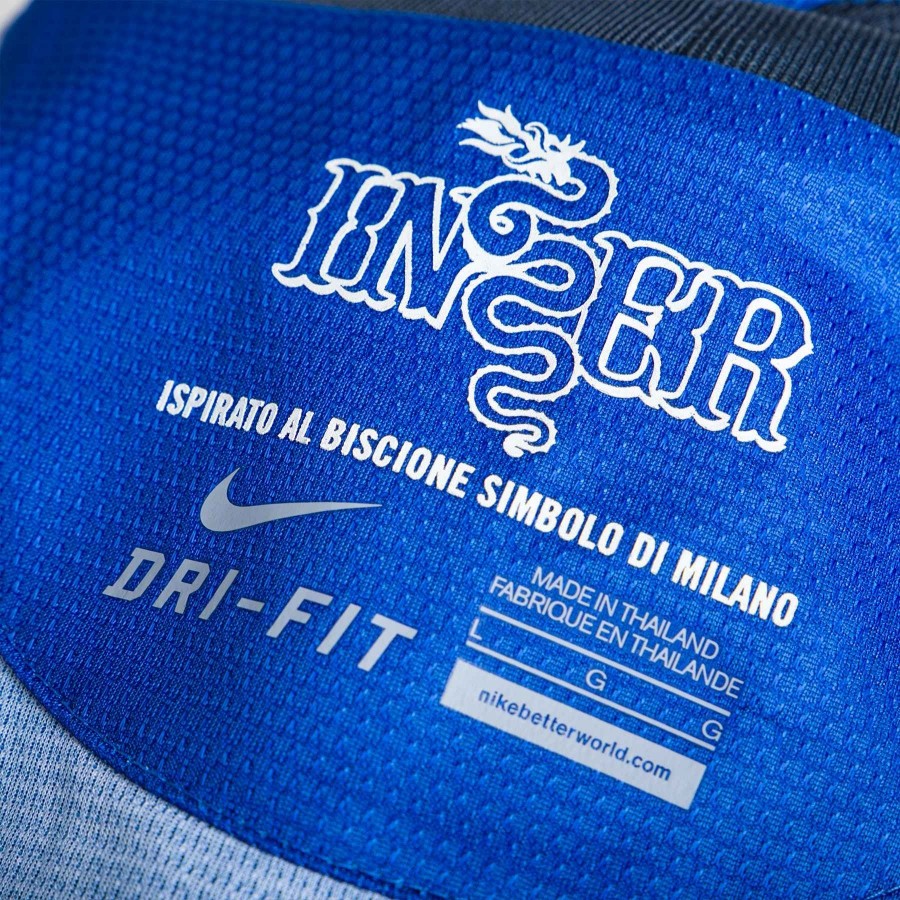 INTER
ISPIRATO AL BISCIONE SIMBOLO DI MILANO
DRI-FIT
MADE IN THAILAND
FABRIQUE EN THAILANDE
L
G
G
nikebetterworld.com